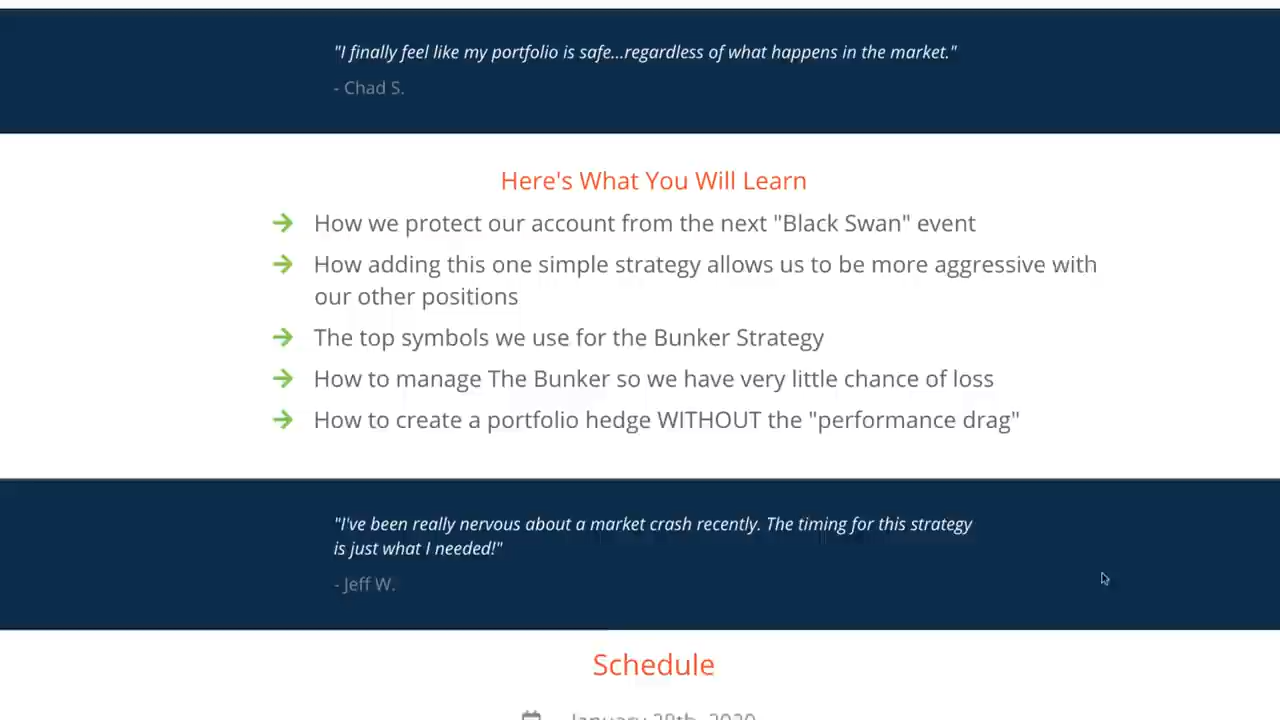 "I finally feel like my portfolio is safe...regardless of what happens in the market."
- Chad S.
Here's What You Will Learn
How we protect our account from the next "Black Swan" event
How adding this one simple strategy allows us to be more aggressive with
our other positions
The top symbols we use for the Bunker Strategy
How to manage The Bunker so we have very little chance of loss
How to create a portfolio hedge WITHOUT the "performance drag"
"I've been really nervous about a market crash recently. The timing for this strategy
is just what I needed!"
- Jeff W.
Schedule
January 28th, 2020